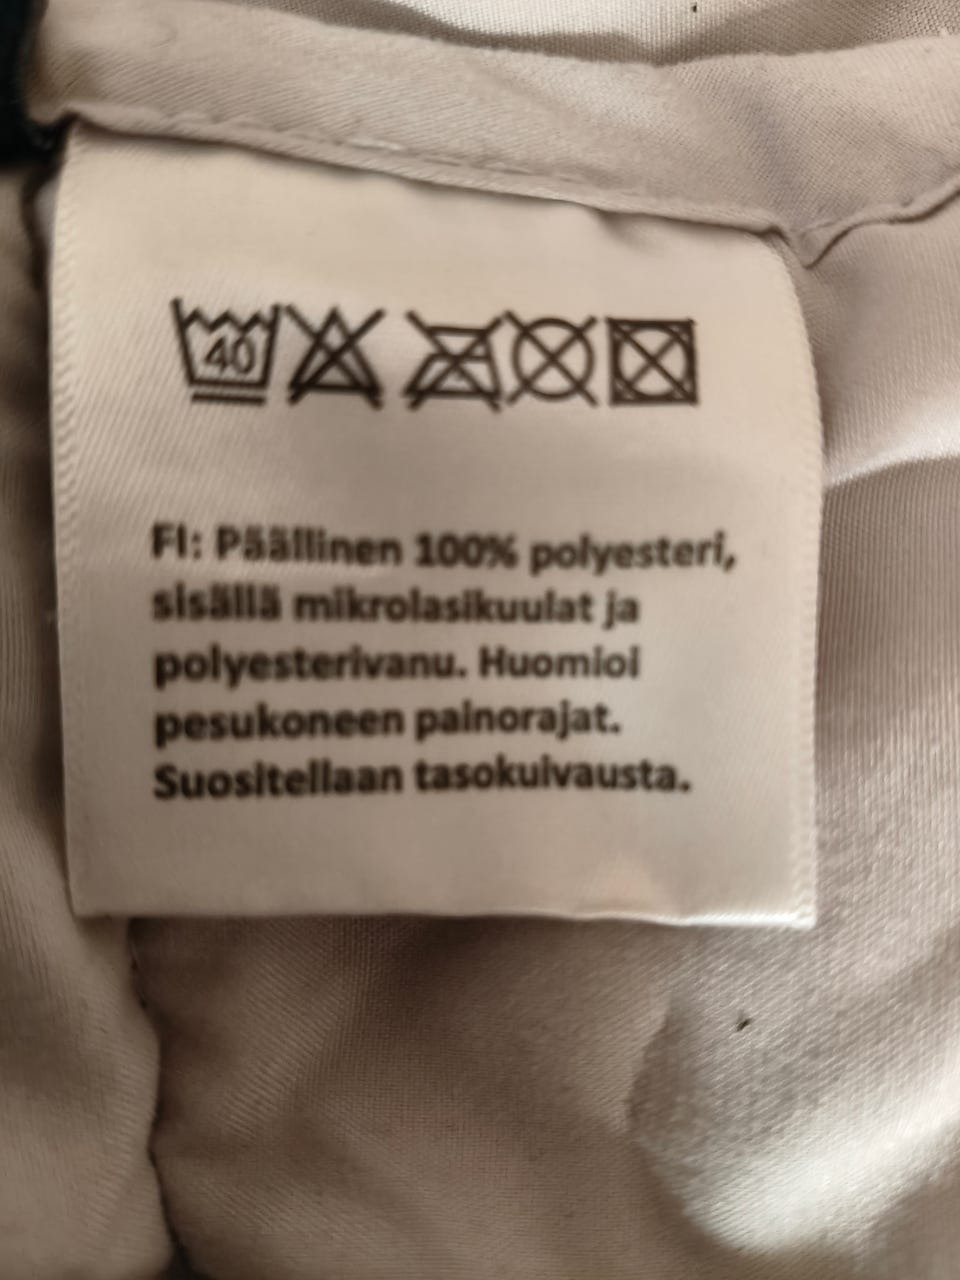 40
FI: Päällinen 100% polyesteri,
sisällä mikrolasikuulat ja
polyesterivanu. Huomioi
pesukoneen painorajat.
Suositellaan tasokuivausta.